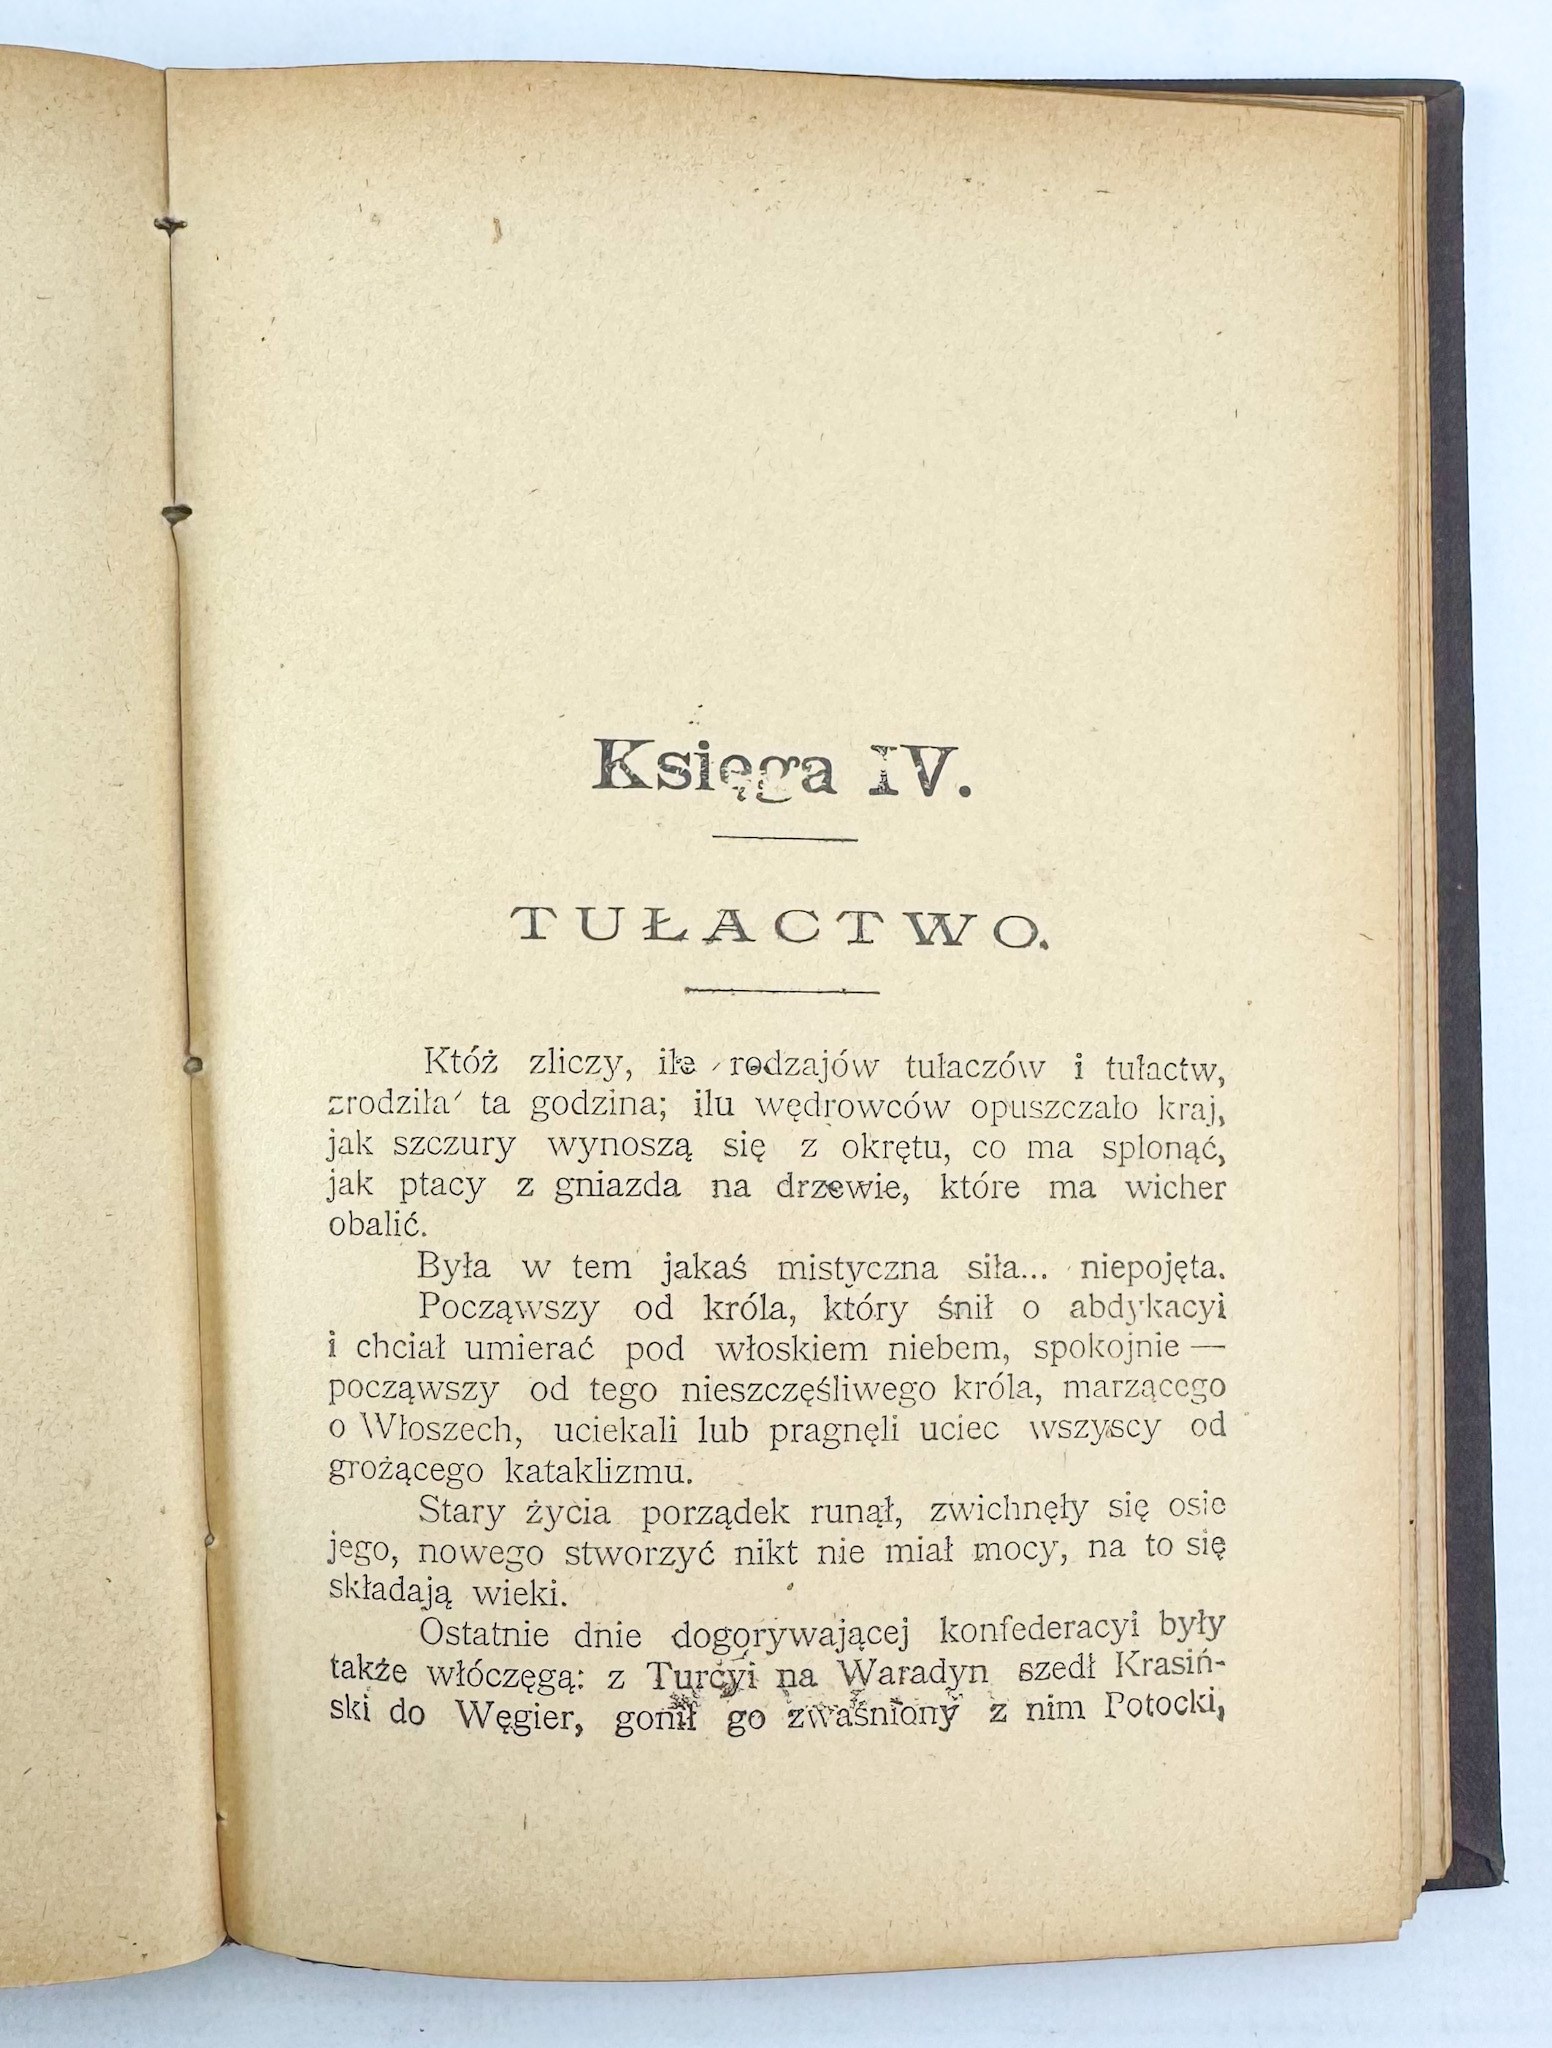 Księga IV.
TUŁACTWO.
Któż zliczy, ile rodzajów tułaczów i tułactw,
zrodziła ta godzina; ilu wędrowców opuszczało kraj,
jak szczury wynoszą się z okrętu, co ma splonąć,
jak ptacy z gniazda na drzewie, które ma wicher
obalić.
Była w tem jakaś mistyczna siła... niepojęta.
Począwszy od króla, który śnił o abdykacyi
i chciał umierać pod włoskiem niebem, spokojnie —
począwszy od tego nieszczęśliwego króla, marzącego
o Włoszech, uciekali lub pragnęli uciec wszyscy od
grożącego kataklizmu.
Stary życia porządek runął, zwichnęły się osie
jego, nowego stworzyć nikt nie miał mocy, na to się
składają wieki.
Ostatnie dnie dogorywającej konfederacyi były
także włóczęgą: z Turcyi na Waradyn szedł Krasiń-
ski do Węgier, gonił go zwaśniony z nim Potocki,